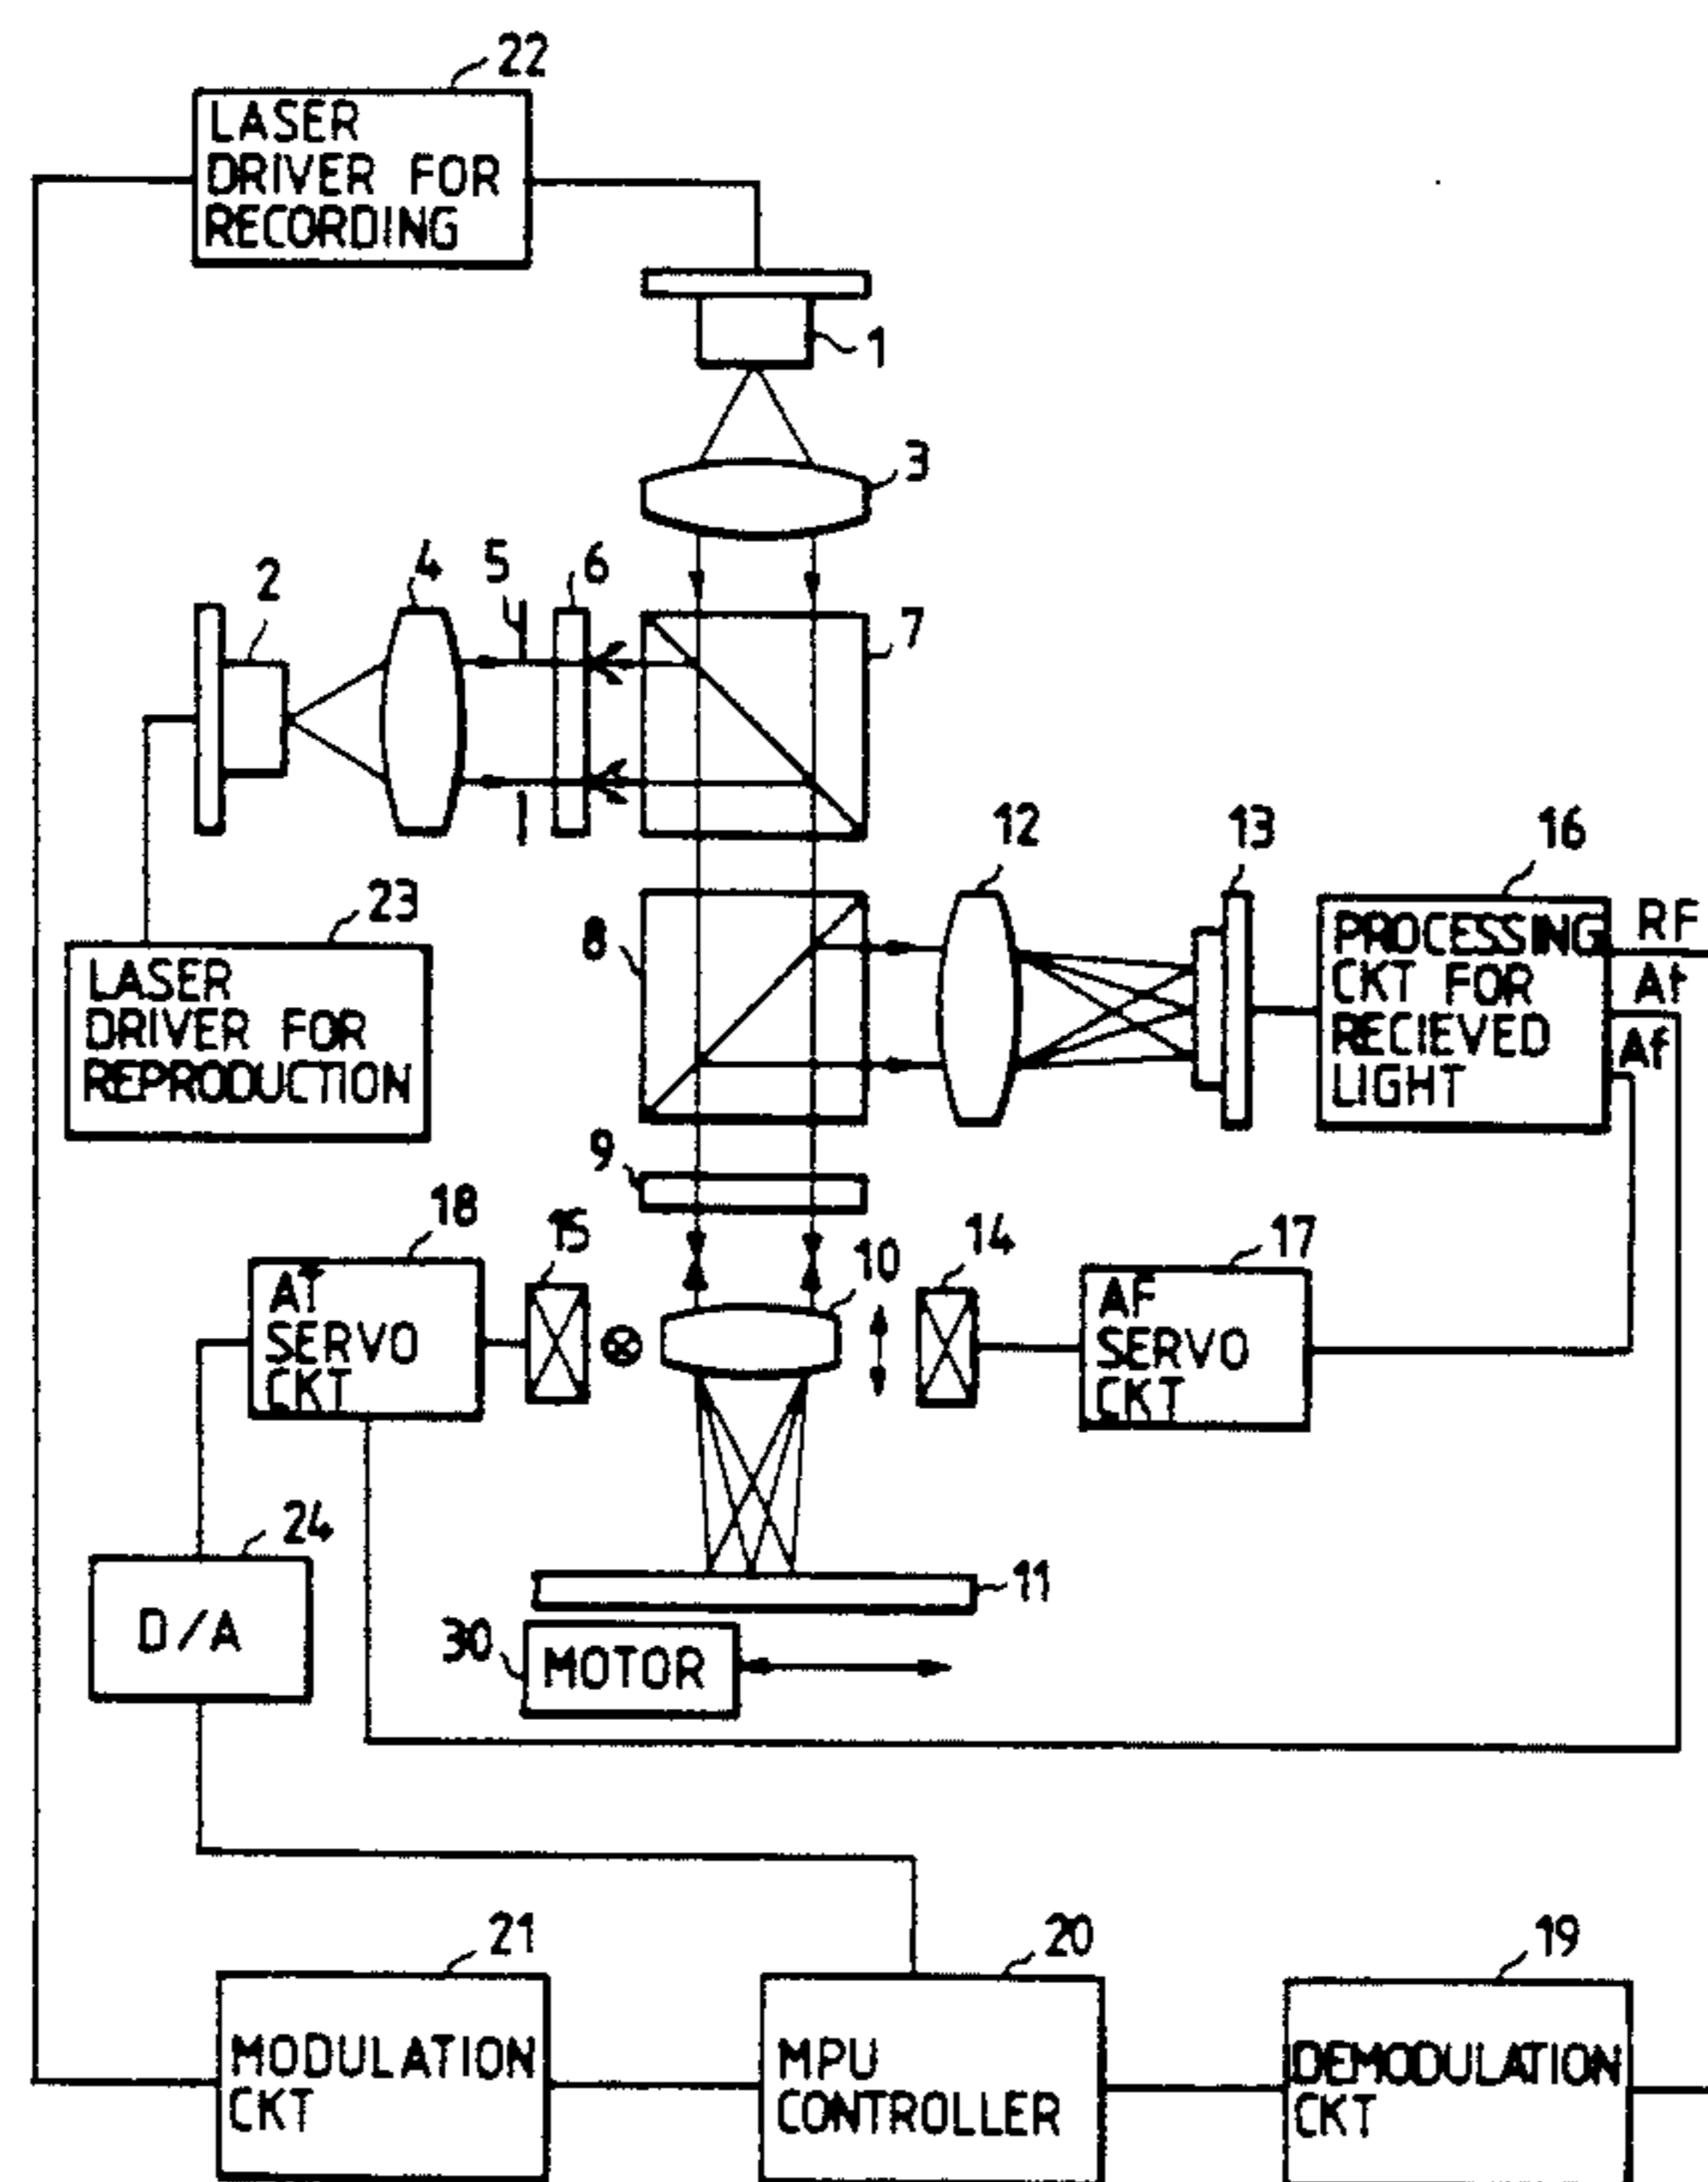 22
LASER
DRIVER FOR
RECORDING
1
3
2
4
5
6
7
12
13
16
23
8
PROCESSING
CKT FOR
RECIEVED
LIGHT
RF
At
Af
LASER
DRIVER FOR
REPRODUCTION
9
18
15
10
14
17
AT
SERVO
CKT
AF
SERVO
CKT
24
D/A
11
30
MOTOR
21
20
19
MODULATION
CKT
MPU
CONTROLLER
DEMODULATION
CKT